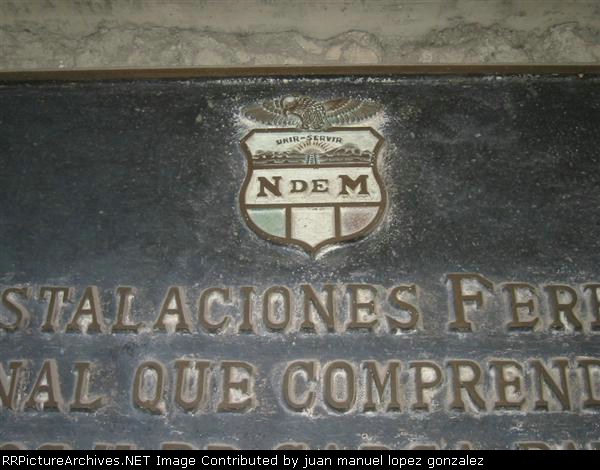 UNIR-SERVIR
N DE M
STALACIONES FERR
NAL QUE COMPREND
RRPictureArchives.NET Image Contributed by juan manuel lopez gonzalez